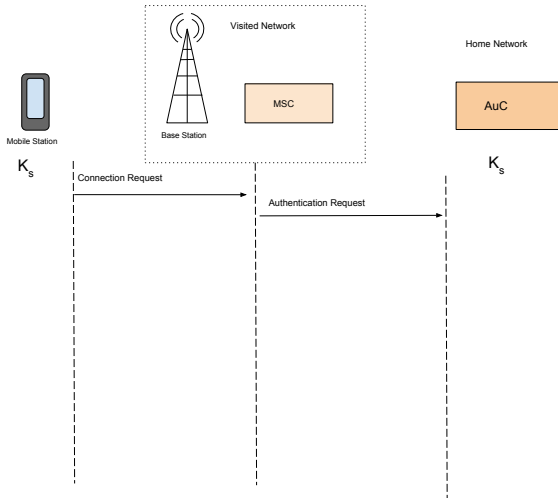 Visited Network
Home Network
MSC
AuC
Base Station
Mobile Station
Ks
Ks
Connection Request
Authentication Request